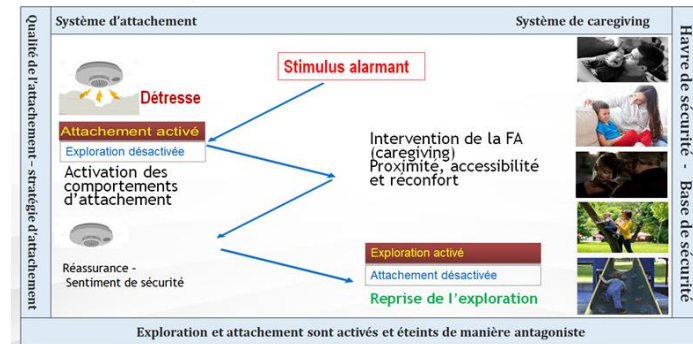 Système d'attachement
Système de caregiving
Qualité de l'attachement - stratégie d'attachement
Stimulus alarmant
Détresse
Attachement activé
Exploration désactivée
Activation des
comportements
d'attachement
Intervention de la FA
(caregiving)
Proximité, accessibilité
et réconfort
Réassurance -
Sentiment de sécurité
Exploration activé
Attachement désactivée
Reprise de l'exploration
Havre de sécurité - Base de sécurité
Exploration et attachement sont activés et éteints de manière antagoniste